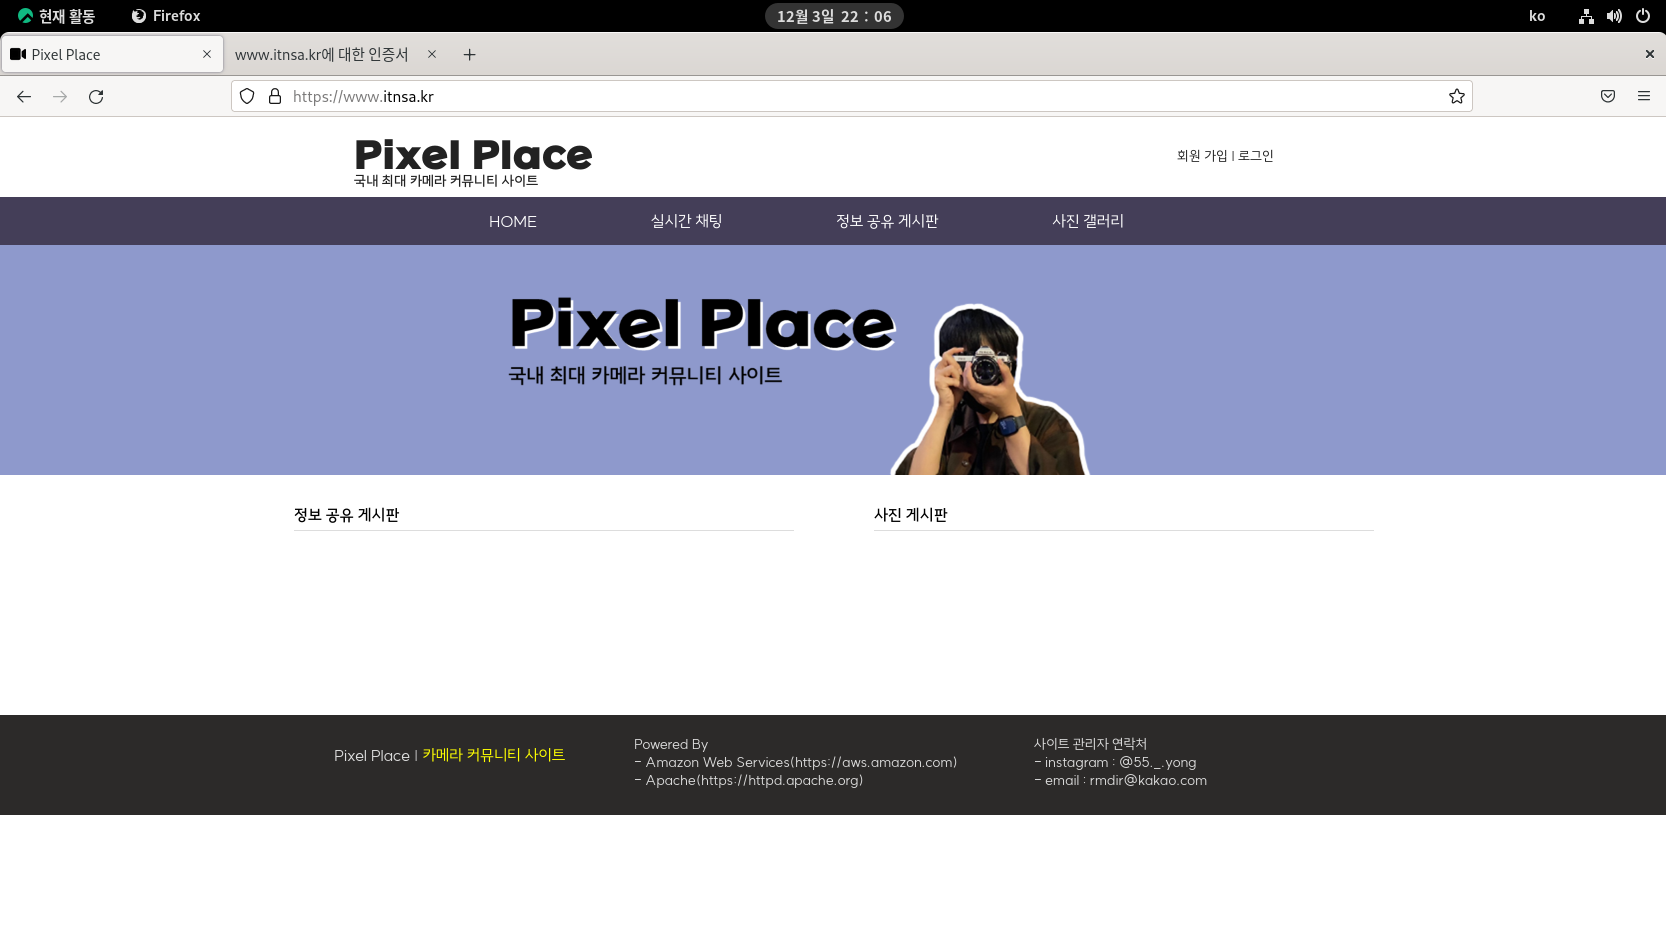 현재 활동
Firefox
12월 3일 22 : 06
ko
Pixel Place
www.itnsa.kr에 대한 인증서
https://www.itnsa.kr
Pixel Place
국내 최대 카메라 커뮤니티 사이트
회원 가입 | 로그인
HOME
실시간 채팅
정보 공유 게시판
사진 갤러리
Pixel Place
국내 최대 카메라 커뮤니티 사이트
정보 공유 게시판
사진 게시판
Pixel Place | 카메라 커뮤니티 사이트
Powered By
- Amazon Web Services(https://aws.amazon.com)
- Apache(https://httpd.apache.org)
사이트 관리자 연락처
- instagram : @55._.yong
- email : rmdir@kakao.com